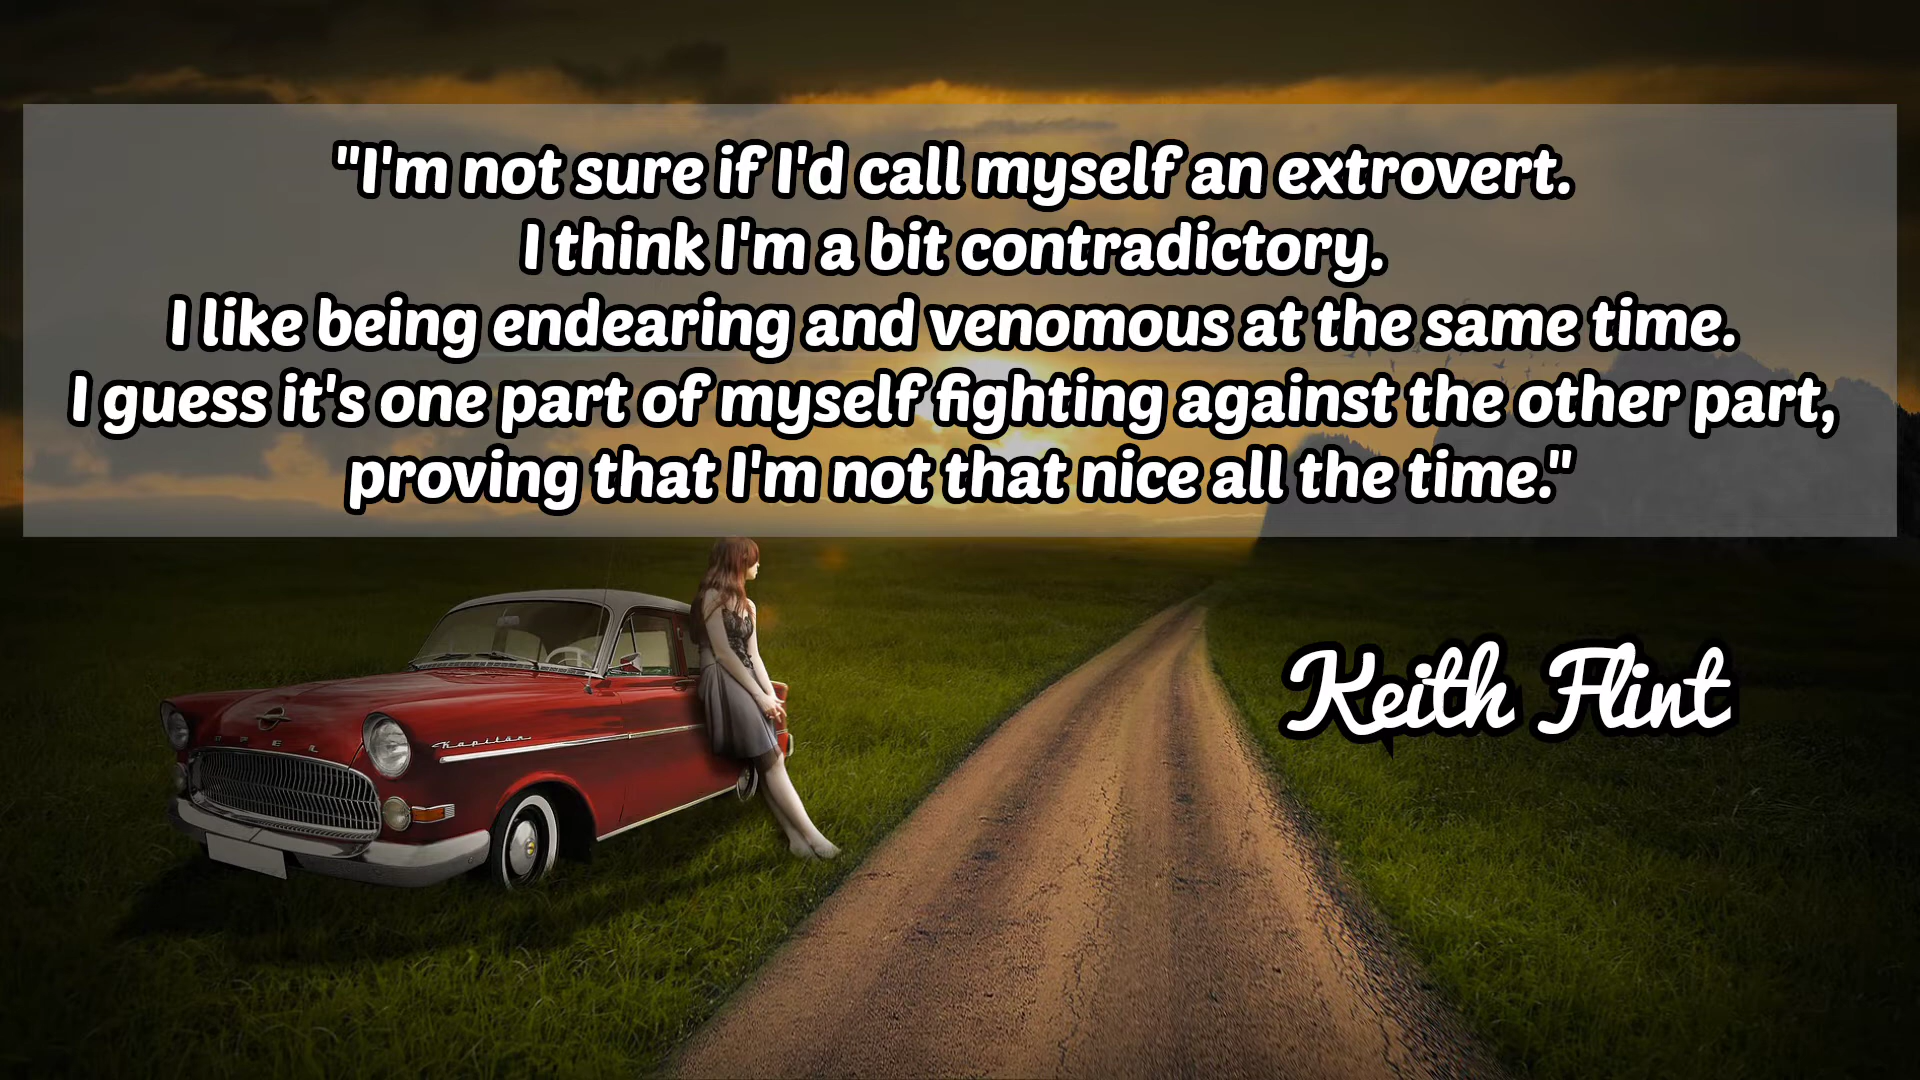 "I'm not sure if I'd call myself an extrovert.
I think I'm a bit contradictory.
I like being endearing and venomous at the same time.
I guess it's one part of myself fighting against the other part,
proving that I'm not that nice all the time."
Keith Flint
OPEL
Kapitän